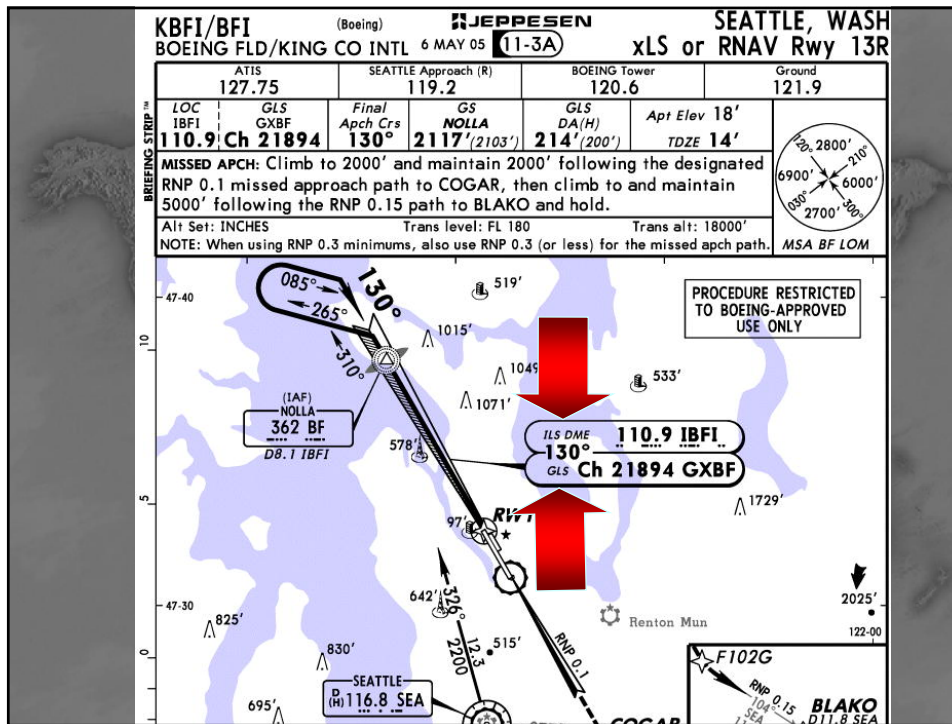 KBFI/BFI
(Boeing)
JEPPESEN
SEATTLE, WASH
BOEING FLD/KING CO INTL
6 MAY 05
11-3A
xLS or RNAV Rwy 13R
BRIEFING STRIP™
ATIS
127.75
SEATTLE Approach (R)
119.2
BOEING Tower
120.6
Ground
121.9
LOC
IBFI
110.9
GLS
GXBF
Ch 21894
Final
Apch Crs
130°
GS
NOLLA
2117'(2103')
GLS
DA(H)
214'(200')
Apt Elev 18'
TDZE 14'
MISSED APCH: Climb to 2000' and maintain 2000' following the designated
RNP 0.1 missed approach path to COGAR, then climb to and maintain
5000' following the RNP 0.15 path to BLAKO and hold.
Alt Set: INCHES
Trans level: FL 180
Trans alt: 18000'
NOTE: When using RNP 0.3 minimums, also use RNP 0.3 (or less) for the missed apch path.
120°
2800'
210°
6900'
6000'
030°
2700'
300°
MSA BF LOM
47-40
085°
265°
130°
310°
519'
1015'
1049'
1071'
533'
PROCEDURE RESTRICTED
TO BOEING-APPROVED
USE ONLY
10
(IAF)
NOLLA
362 BF
D8.1 IBFI
578'
ILS DME
110.9 IBFI
130°
GLS
Ch 21894 GXBF
1729'
5
97'
47-30
642'
326°
12.3
2200
515'
825'
830'
Renton Mun
2025'
122-00
0
RNP 0.1
SEATTLE
D
(H)
116.8 SEA
695'
COGAR
F102G
RNP 0.15
104°
SEA
BLAKO
D11.8 SEA